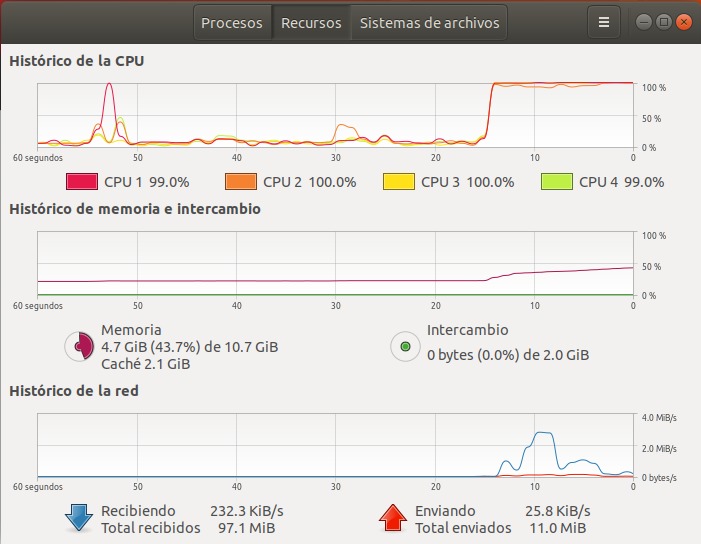 Procesos Recursos Sistemas de archivos
Histórico de la CPU
100 %
50 %
0 %
60 segundos 50 40 30 20 10 0
CPU 1 99.0% CPU 2 100.0% CPU 3 100.0% CPU 4 99.0%
Histórico de memoria e intercambio
100 %
50 %
0 %
60 segundos 50 40 30 20 10 0
Memoria Intercambio
4.7 GiB (43.7%) de 10.7 GiB 0 bytes (0.0%) de 2.0 GiB
Caché 2.1 GiB
Histórico de la red
4.0 MiB/s
2.0 MiB/s
0 bytes/s
60 segundos 50 40 30 20 10 0
Recibiendo 232.3 KiB/s Enviando 25.8 KiB/s
Total recibidos 97.1 MiB Total enviados 11.0 MiB